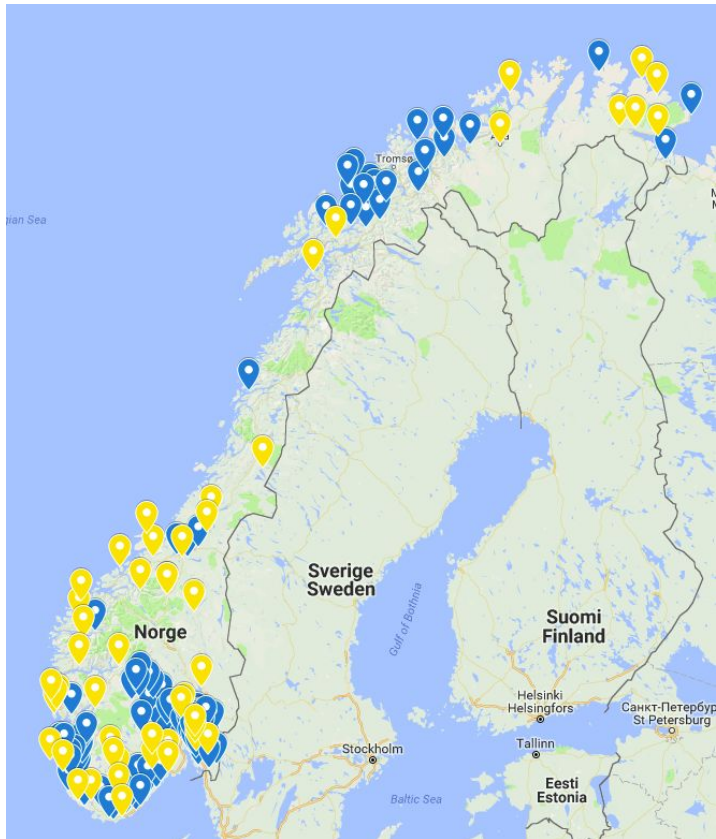 Tromsø
gian Sea
Sverige
Sweden
Gulf of Bothnia
Norge
Suomi
Finland
Helsinki
Helsingfors
Санкт-Петербур
St Petersburg
Tallinn
Stockholm
Eesti
Estonia
Baltic Sea